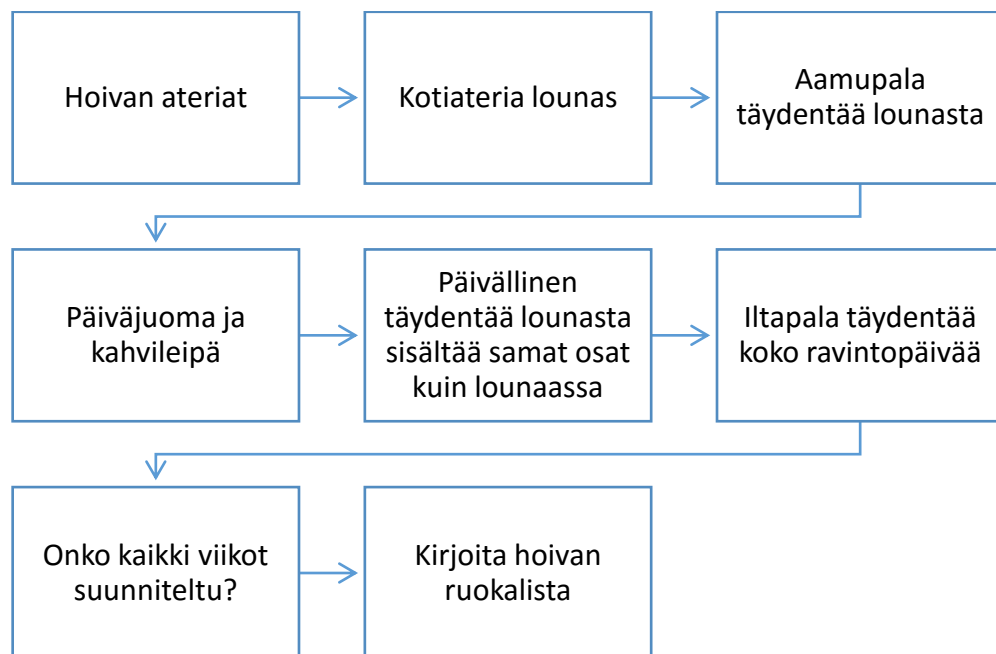 Hoivan ateriat
Kotiateria lounas
Aamupala
täydentää lounasta
Päiväjuoma ja
kahvileipä
Päivällinen
täydentää lounasta
sisältää samat osat
kuin lounaassa
Iltapala täydentää
koko ravintopäivää
Onko kaikki viikot
suunniteltu?
Kirjoita hoivan
ruokalista